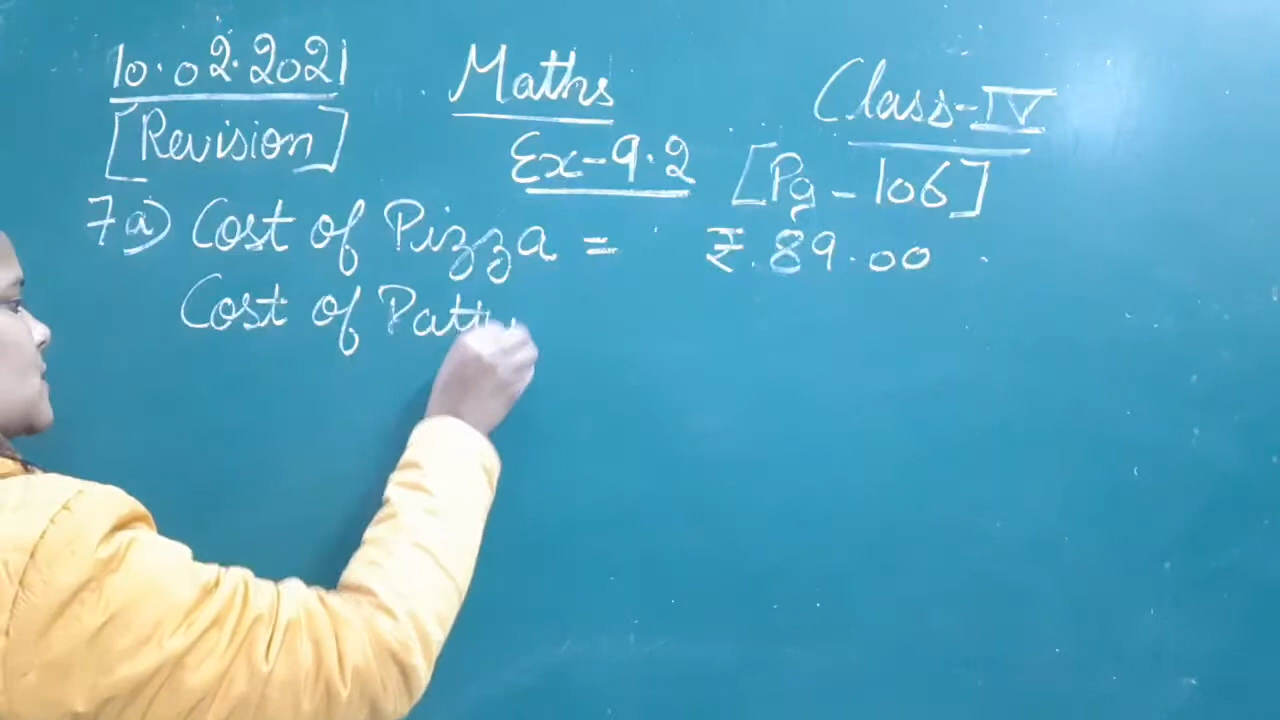 10.02.2021 Maths Class-IV
[Revision] Ex-9.2 [Pg-106]
7a) Cost of Pizza = ₹.89.00
Cost of